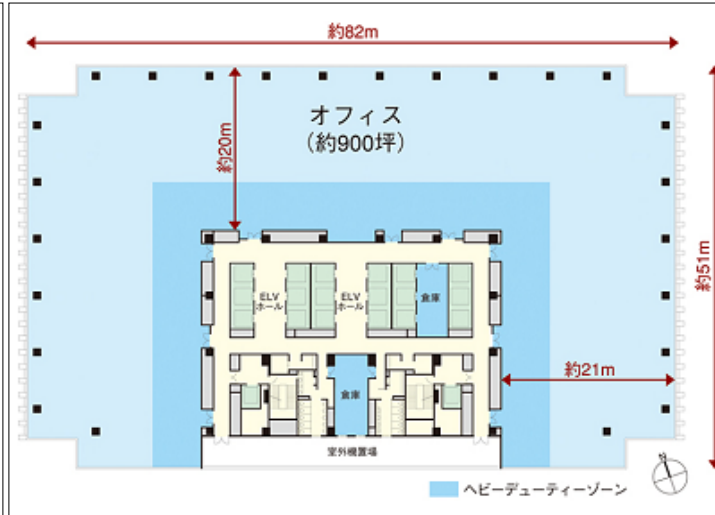 約82m
オフィス
(約900坪)
約20m
約51m
ELV
ホール
ELV
ホール
倉庫
約21m
倉庫
室外機置場
N
ヘビーデューティーゾーン